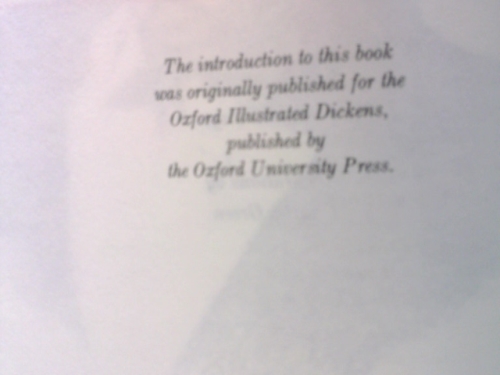 The introduction to this book
was originally published for the
Oxford Illustrated Dickens,
published by
the Oxford University Press.